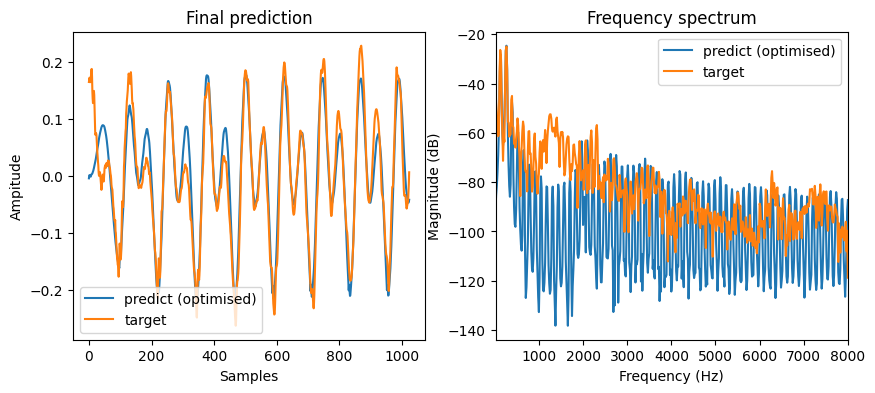 Final prediction
Ampitude
0.2
0.1
0.0
−0.1
−0.2
predict (optimised)
target
0 200 400 600 800 1000
Samples
Frequency spectrum
Magnitude (dB)
−20
−40
−60
−80
−100
−120
−140
predict (optimised)
target
1000 2000 3000 4000 5000 6000 7000 8000
Frequency (Hz)